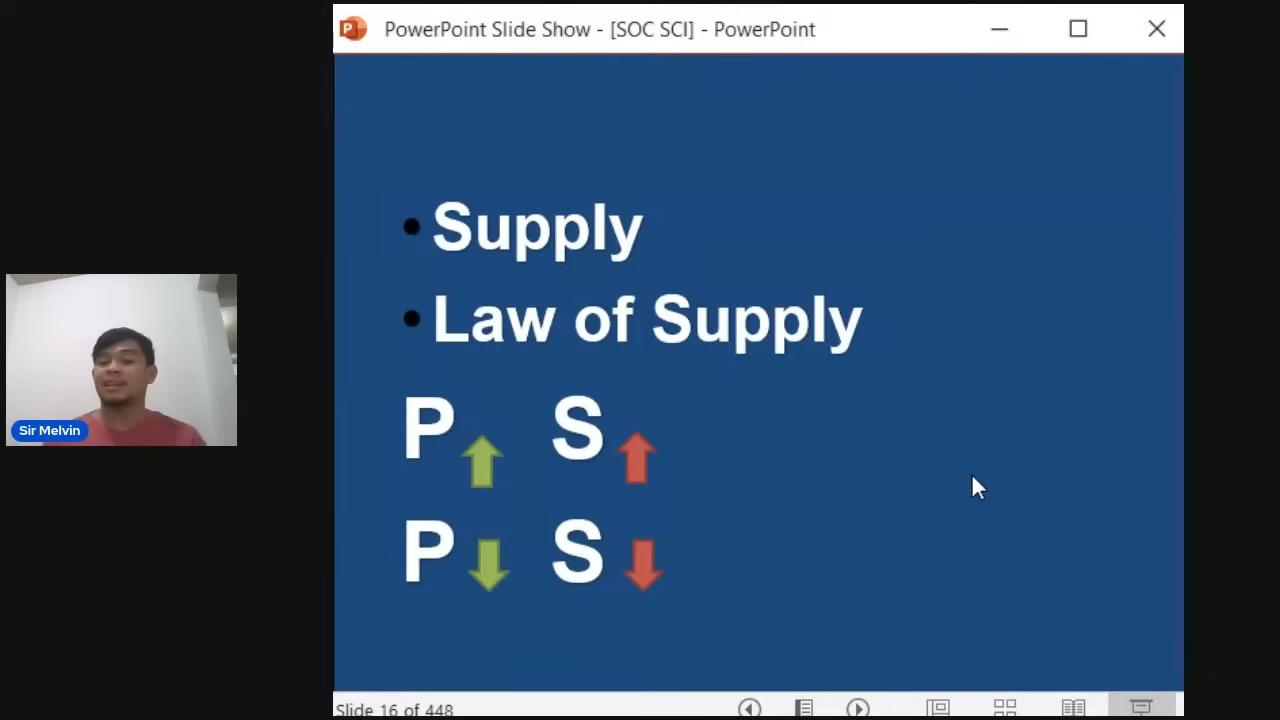 PowerPoint Slide Show - [SOC SCI] - PowerPoint
• Supply
• Law of Supply
P S
P S
Sir Melvin
Slide 16 of 448